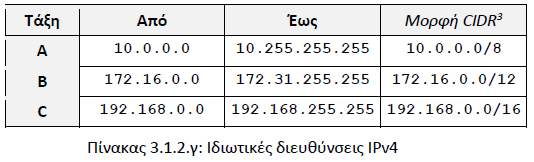 Τάξη Από Έως Μορφή CIDR3
A 10.0.0.0 10.255.255.255 10.0.0.0/8
B 172.16.0.0 172.31.255.255 172.16.0.0/12
C 192.168.0.0 192.168.255.255 192.168.0.0/16
Πίνακας 3.1.2.γ: Ιδιωτικές διευθύνσεις IPv4